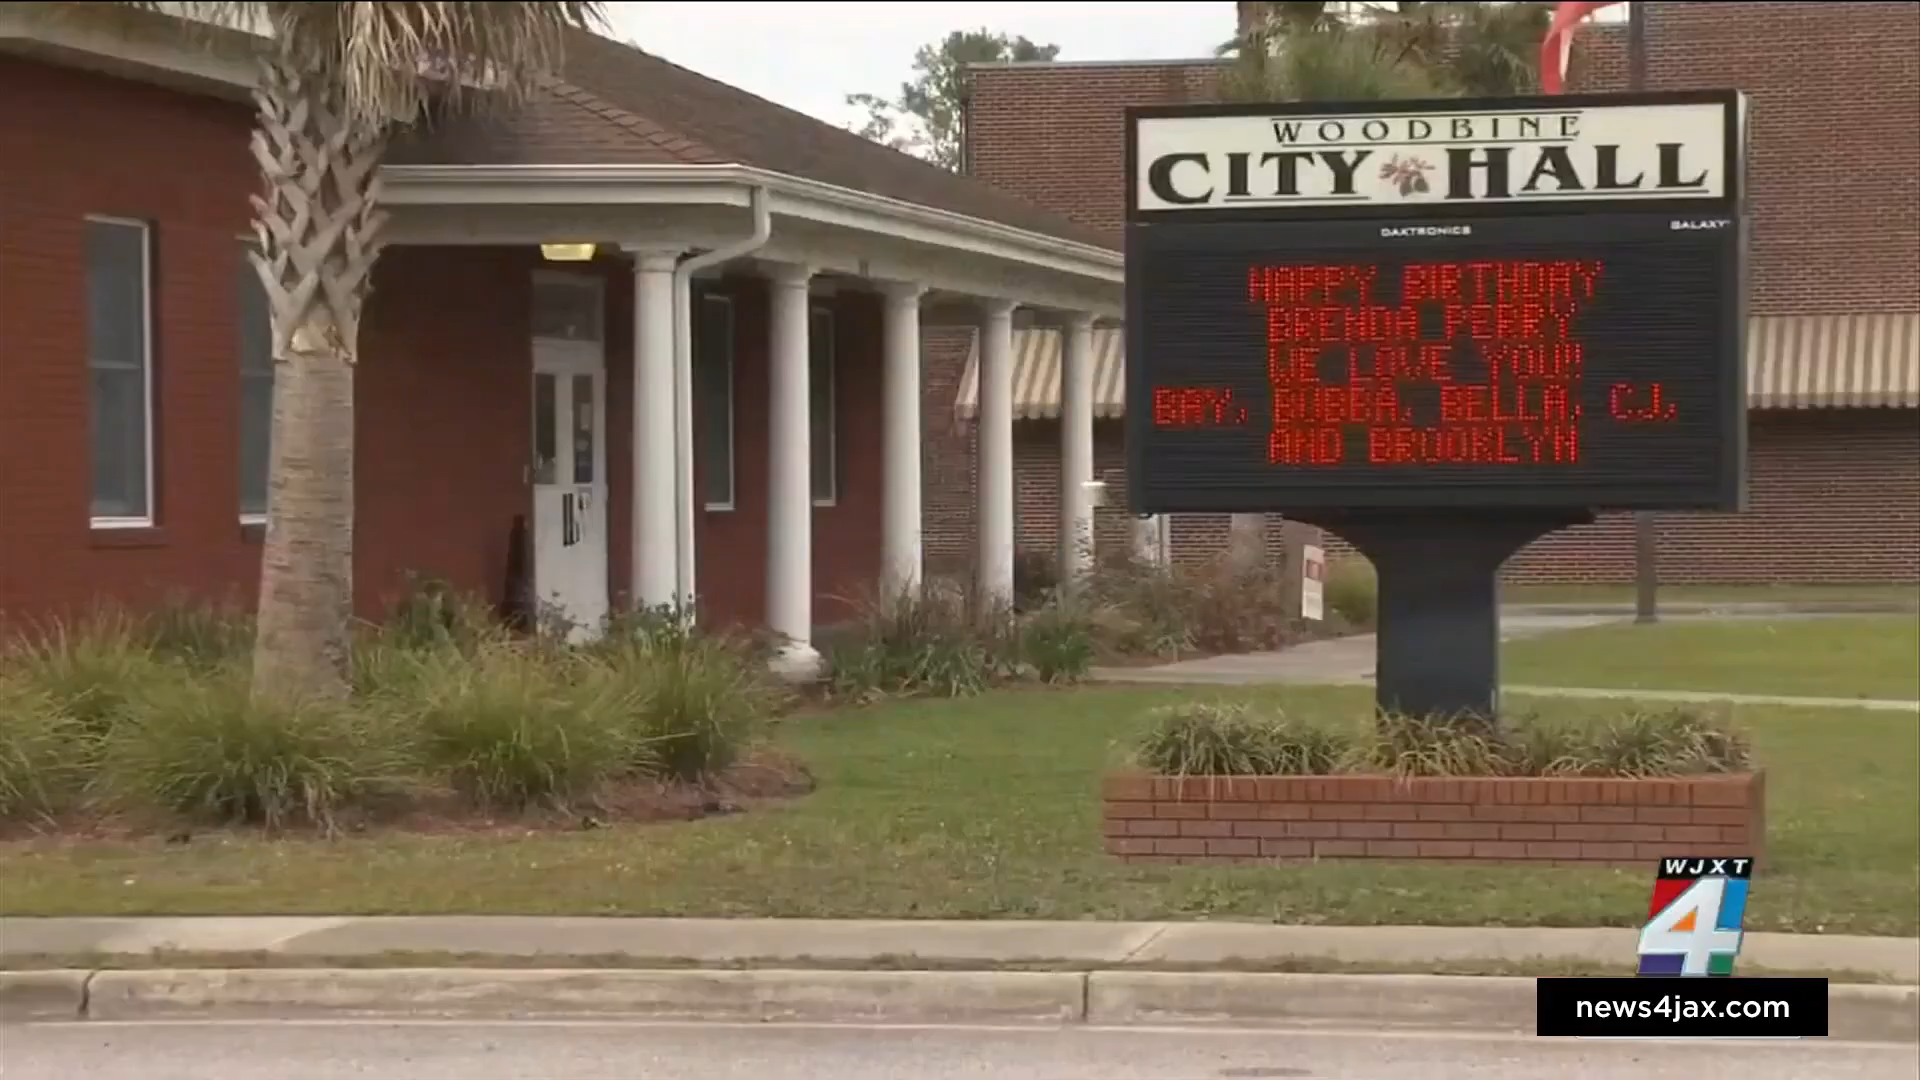 WOODBINE
CITY HALL
DAKTRONICS
GALAXY
HAPPY BIRTHDAY
BRENDA PERRY
WE LOVE YOU!!
BAY, BUBBA, BELLA, C.J.,
AND BROOKLYN
WJXT
4
news4jax.com